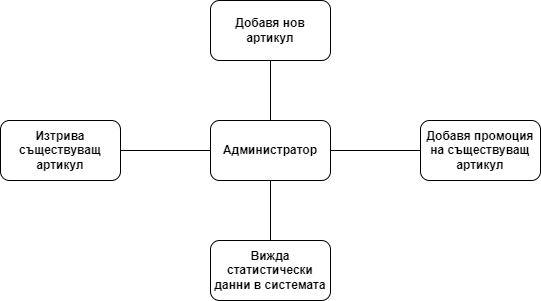 Добавя нов
артикул
Изтрива
съществуващ
артикул
Администратор
Добавя промоция
на съществуващ
артикул
Вижда
статистически
данни в системата